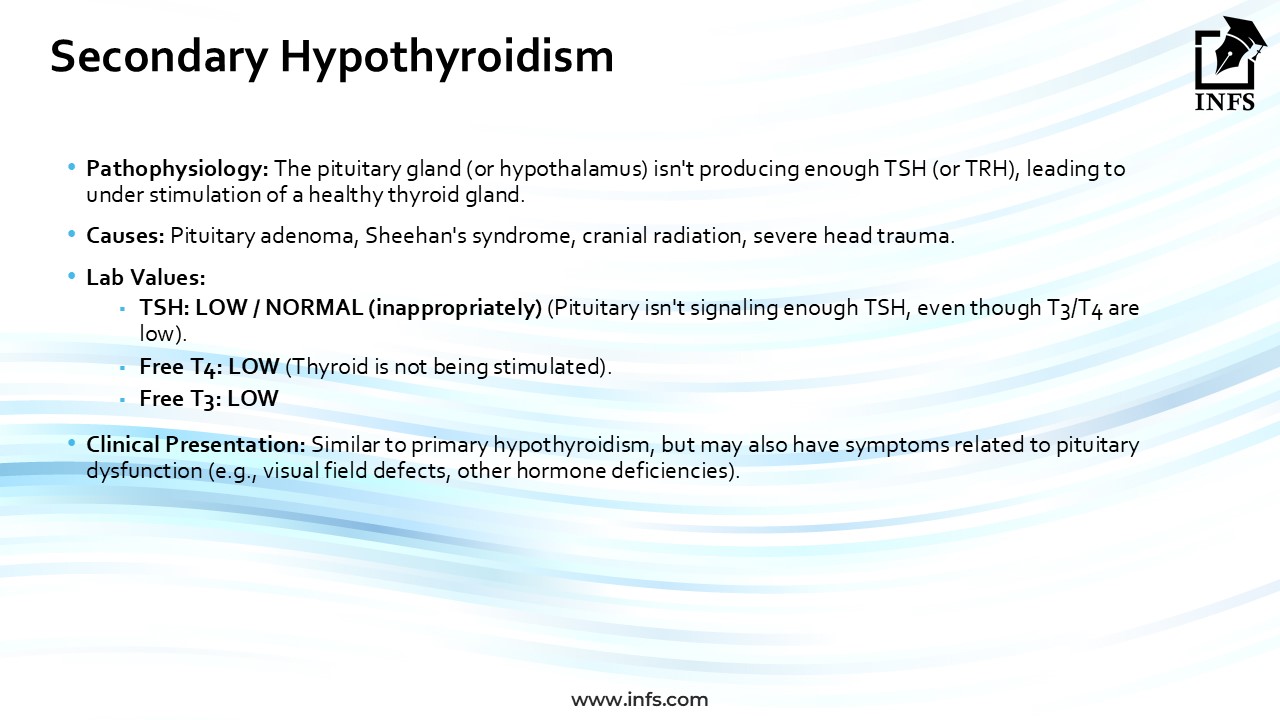 Secondary Hypothyroidism
INFS
• Pathophysiology: The pituitary gland (or hypothalamus) isn't producing enough TSH (or TRH), leading to
under stimulation of a healthy thyroid gland.
• Causes: Pituitary adenoma, Sheehan's syndrome, cranial radiation, severe head trauma.
• Lab Values:
▪ TSH: LOW / NORMAL (inappropriately) (Pituitary isn't signaling enough TSH, even though T3/T4 are
low).
▪ Free T4: LOW (Thyroid is not being stimulated).
▪ Free T3: LOW
• Clinical Presentation: Similar to primary hypothyroidism, but may also have symptoms related to pituitary
dysfunction (e.g., visual field defects, other hormone deficiencies).
www.infs.com